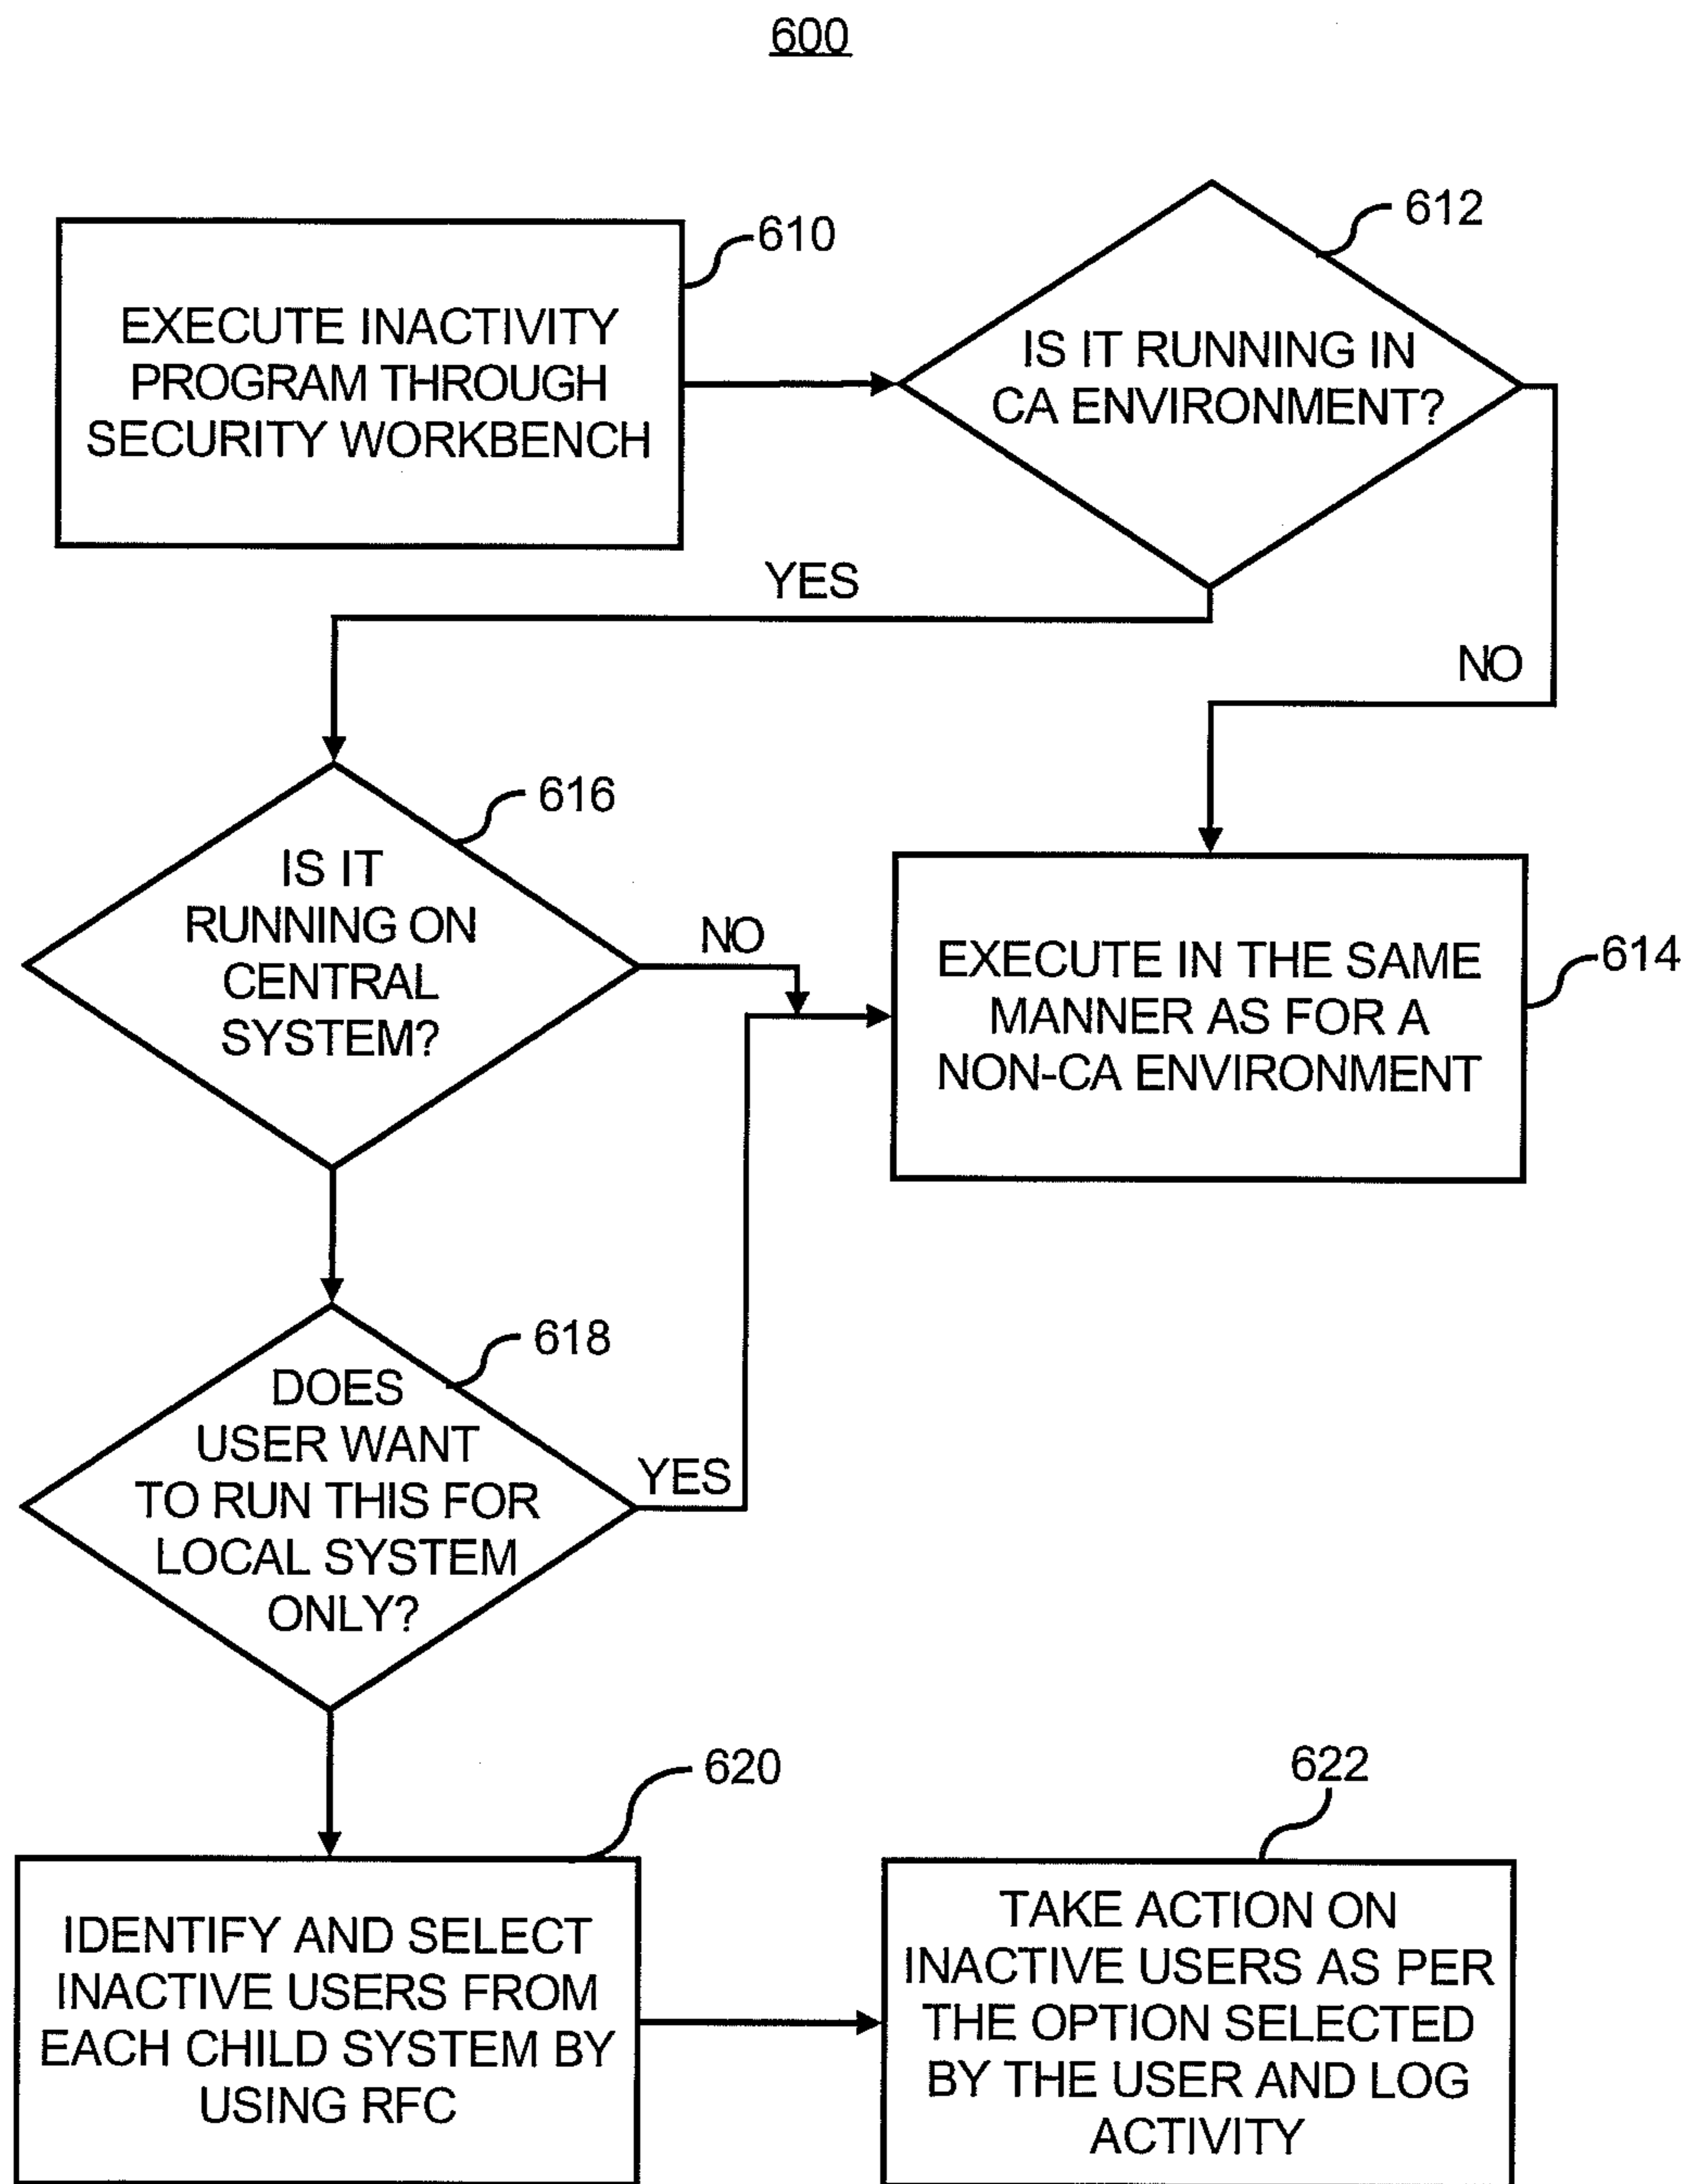 600
610
EXECUTE INACTIVITY
PROGRAM THROUGH
SECURITY WORKBENCH
612
IS IT RUNNING IN
CA ENVIRONMENT?
YES
NO
616
IS IT
RUNNING ON
CENTRAL
SYSTEM?
NO
614
EXECUTE IN THE SAME
MANNER AS FOR A
NON-CA ENVIRONMENT
618
DOES
USER WANT
TO RUN THIS FOR
LOCAL SYSTEM
ONLY?
YES
620
IDENTIFY AND SELECT
INACTIVE USERS FROM
EACH CHILD SYSTEM BY
USING RFC
622
TAKE ACTION ON
INACTIVE USERS AS PER
THE OPTION SELECTED
BY THE USER AND LOG
ACTIVITY